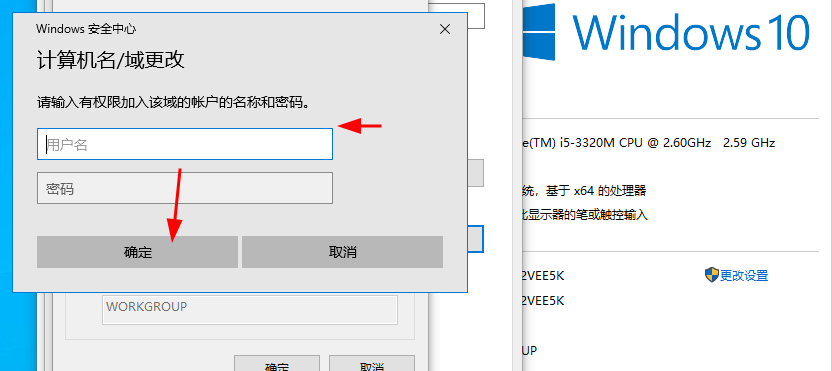 Windows 安全中心
计算机名/域更改
请输入有权限加入该域的帐户的名称和密码。
用户名
密码
确定
取消
WORKGROUP
确定
取消
Windows 10
e(TM) i5-3320M CPU @ 2.60GHz 2.59 GHz
统，基于 x64 的处理器
显示器的笔或触控输入
2VEE5K
更改设置
2VEE5K
UP